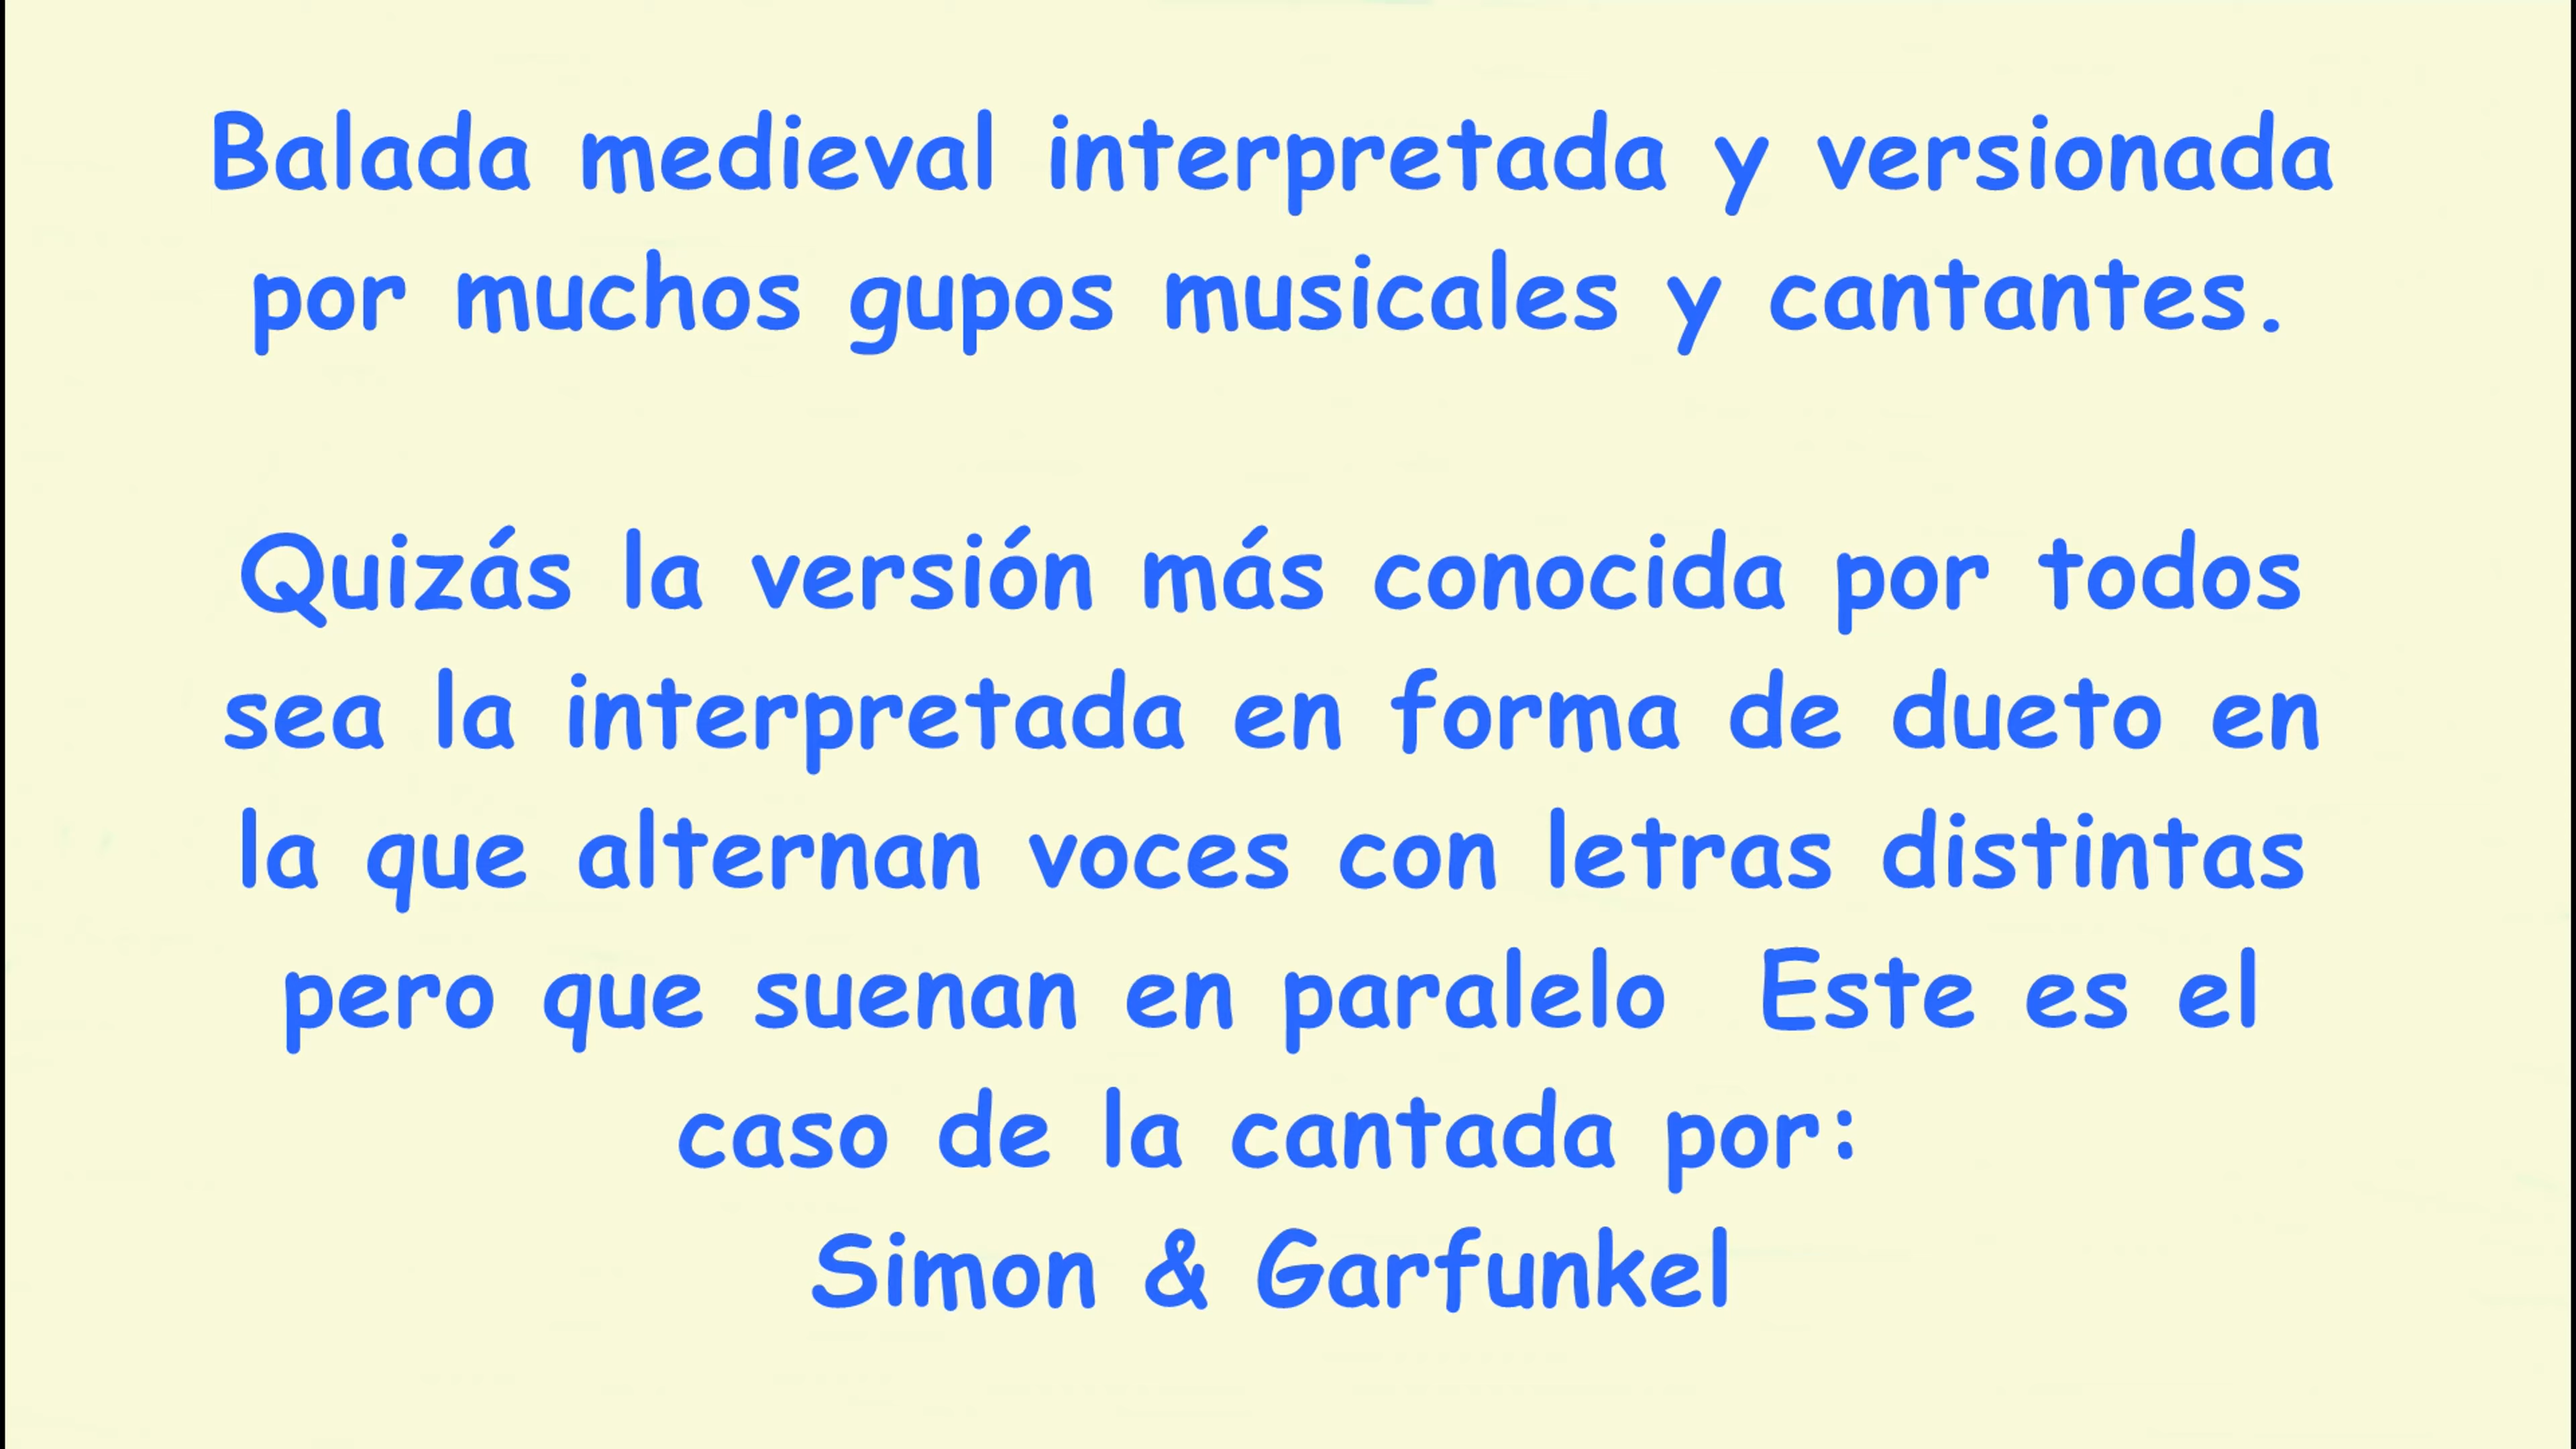 Balada medieval interpretada y versionada
por muchos gupos musicales y cantantes.
Quizás la versión más conocida por todos
sea la interpretada en forma de dueto en
la que alternan voces con letras distintas
pero que suenan en paralelo  Este es el
caso de la cantada por:
Simon & Garfunkel